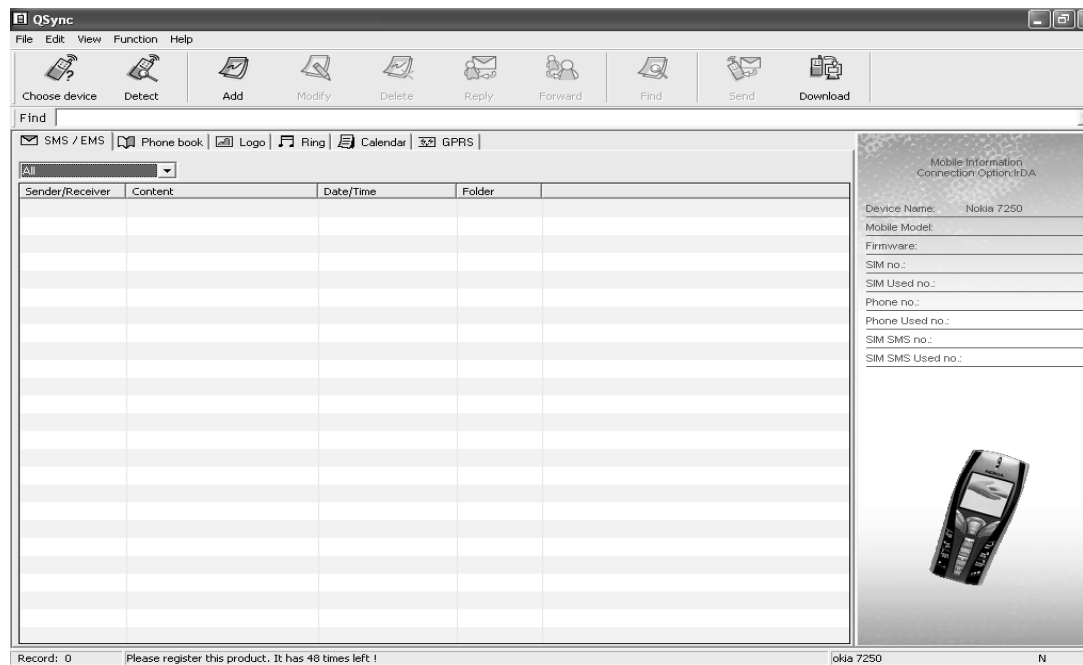 QSync
File Edit View Function Help
Choose device Detect Add Modify Delete Reply Forward Find Send Download
Find
SMS / EMS Phone book Logo Ring Calendar GPRS
All
Sender/Receiver Content Date/Time Folder
Mobile Information
Connection Option:IrDA
Device Name: Nokia 7250
Mobile Model:
Firmware:
SIM no.:
SIM Used no.:
Phone no.:
Phone Used no.:
SIM SMS no.:
SIM SMS Used no.:
NOKIA
Record: 0 Please register this product. It has 48 times left ! okia 7250 N